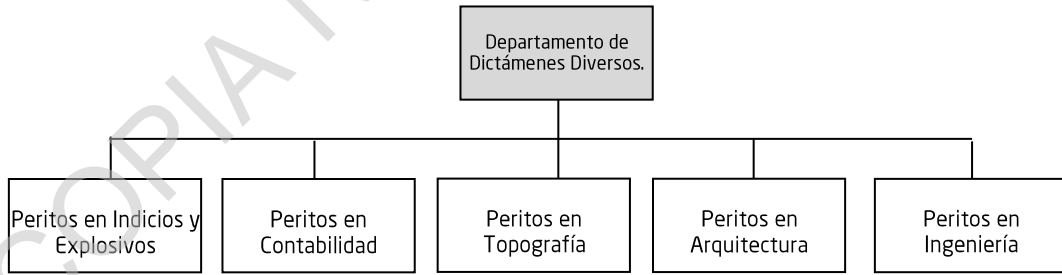 Departamento de
Dictámenes Diversos.
Peritos en Indicios y
Explosivos
Peritos en
Contabilidad
Peritos en
Topografía
Peritos en
Arquitectura
Peritos en
Ingeniería
COPIA